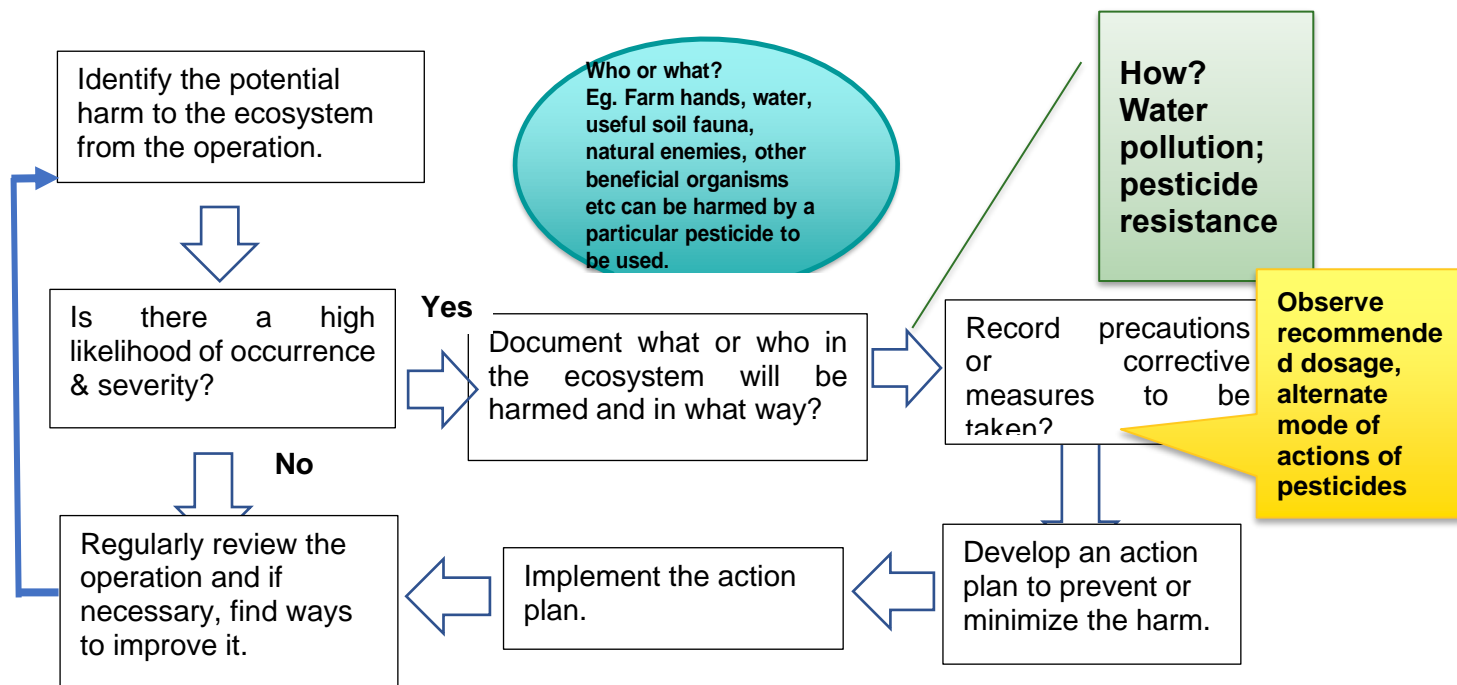 Identify the potential
harm to the ecosystem
from the operation.
Who or what?
Eg. Farm hands, water,
useful soil fauna,
natural enemies, other
beneficial organisms
etc can be harmed by a
particular pesticide to
be used.
How?
Water
pollution;
pesticide
resistance
Is there a high
likelihood of occurrence
& severity?
Yes
Document what or who in
the ecosystem will be
harmed and in what way?
Record precautions
or corrective
measures to be
taken?
Observe
recommende
d dosage,
alternate
mode of
actions of
pesticides
No
Regularly review the
operation and if
necessary, find ways
to improve it.
Implement the action
plan.
Develop an action
plan to prevent or
minimize the harm.